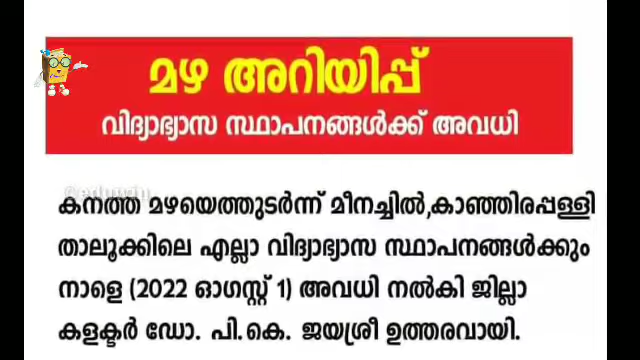 മഴ അറിയിപ്പ്
വിദ്യാഭ്യാസ സ്ഥാപനങ്ങൾക്ക് അവധി
@eduwin
കനത്ത മഴയെത്തുടർന്ന് മീനച്ചിൽ,കാഞ്ഞിരപ്പള്ളി
താലൂക്കിലെ എല്ലാ വിദ്യാഭ്യാസ സ്ഥാപനങ്ങൾക്കും
നാളെ (2022 ഓഗസ്റ്റ് 1) അവധി നൽകി ജില്ലാ
കളക്ടർ ഡോ. പി.കെ. ജയശ്രീ ഉത്തരവായി.